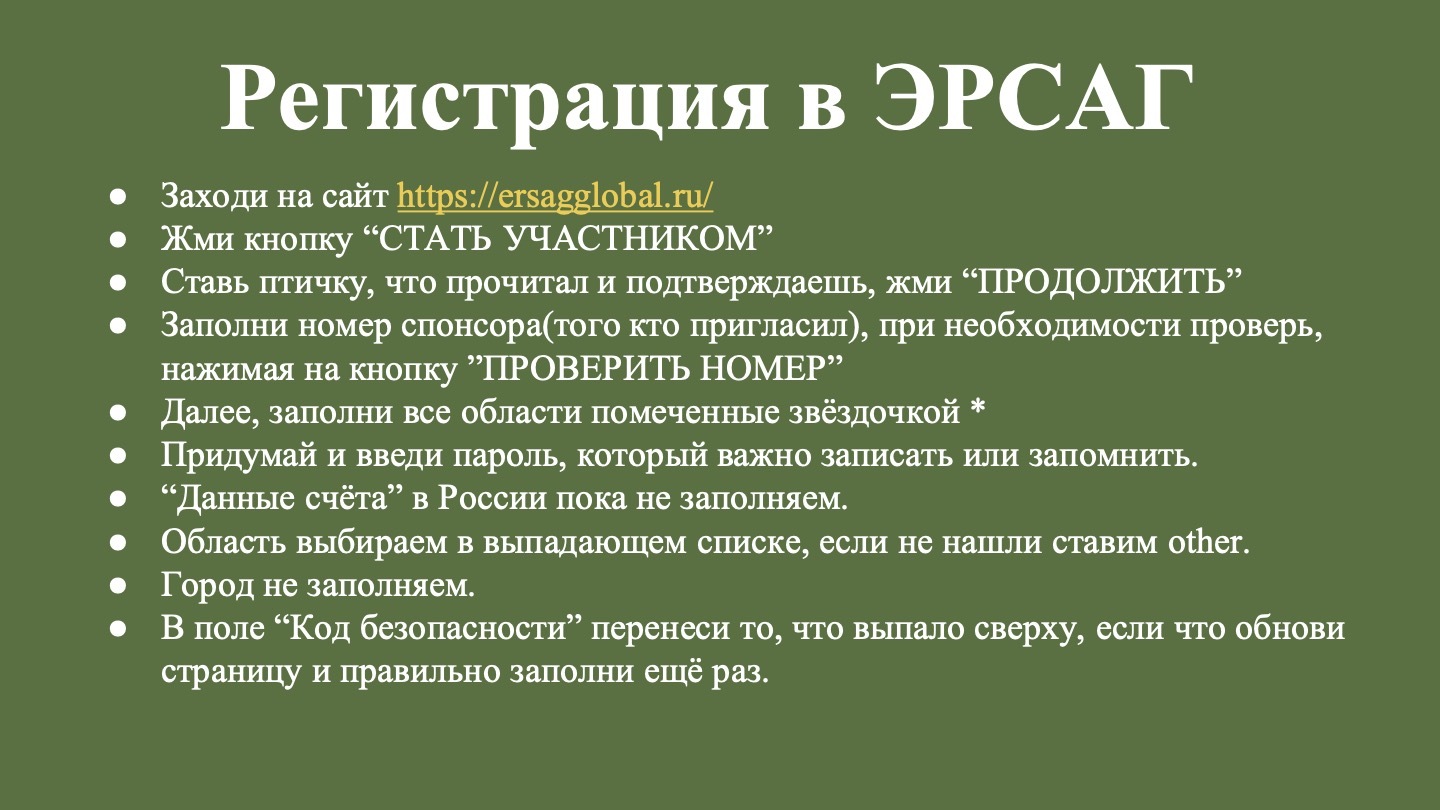 Регистрация в ЭРСАГ
● Заходи на сайт https://ersagglobal.ru/
● Жми кнопку “СТАТЬ УЧАСТНИКОМ”
● Ставь птичку, что прочитал и подтверждаешь, жми “ПРОДОЛЖИТЬ”
● Заполни номер спонсора(того кто пригласил), при необходимости проверь,
нажимая на кнопку ”ПРОВЕРИТЬ НОМЕР”
● Далее, заполни все области помеченные звёздочкой *
● Придумай и введи пароль, который важно записать или запомнить.
● “Данные счёта” в России пока не заполняем.
● Область выбираем в выпадающем списке, если не нашли ставим other.
● Город не заполняем.
● В поле “Код безопасности” перенеси то, что выпало сверху, если что обнови
страницу и правильно заполни ещё раз.